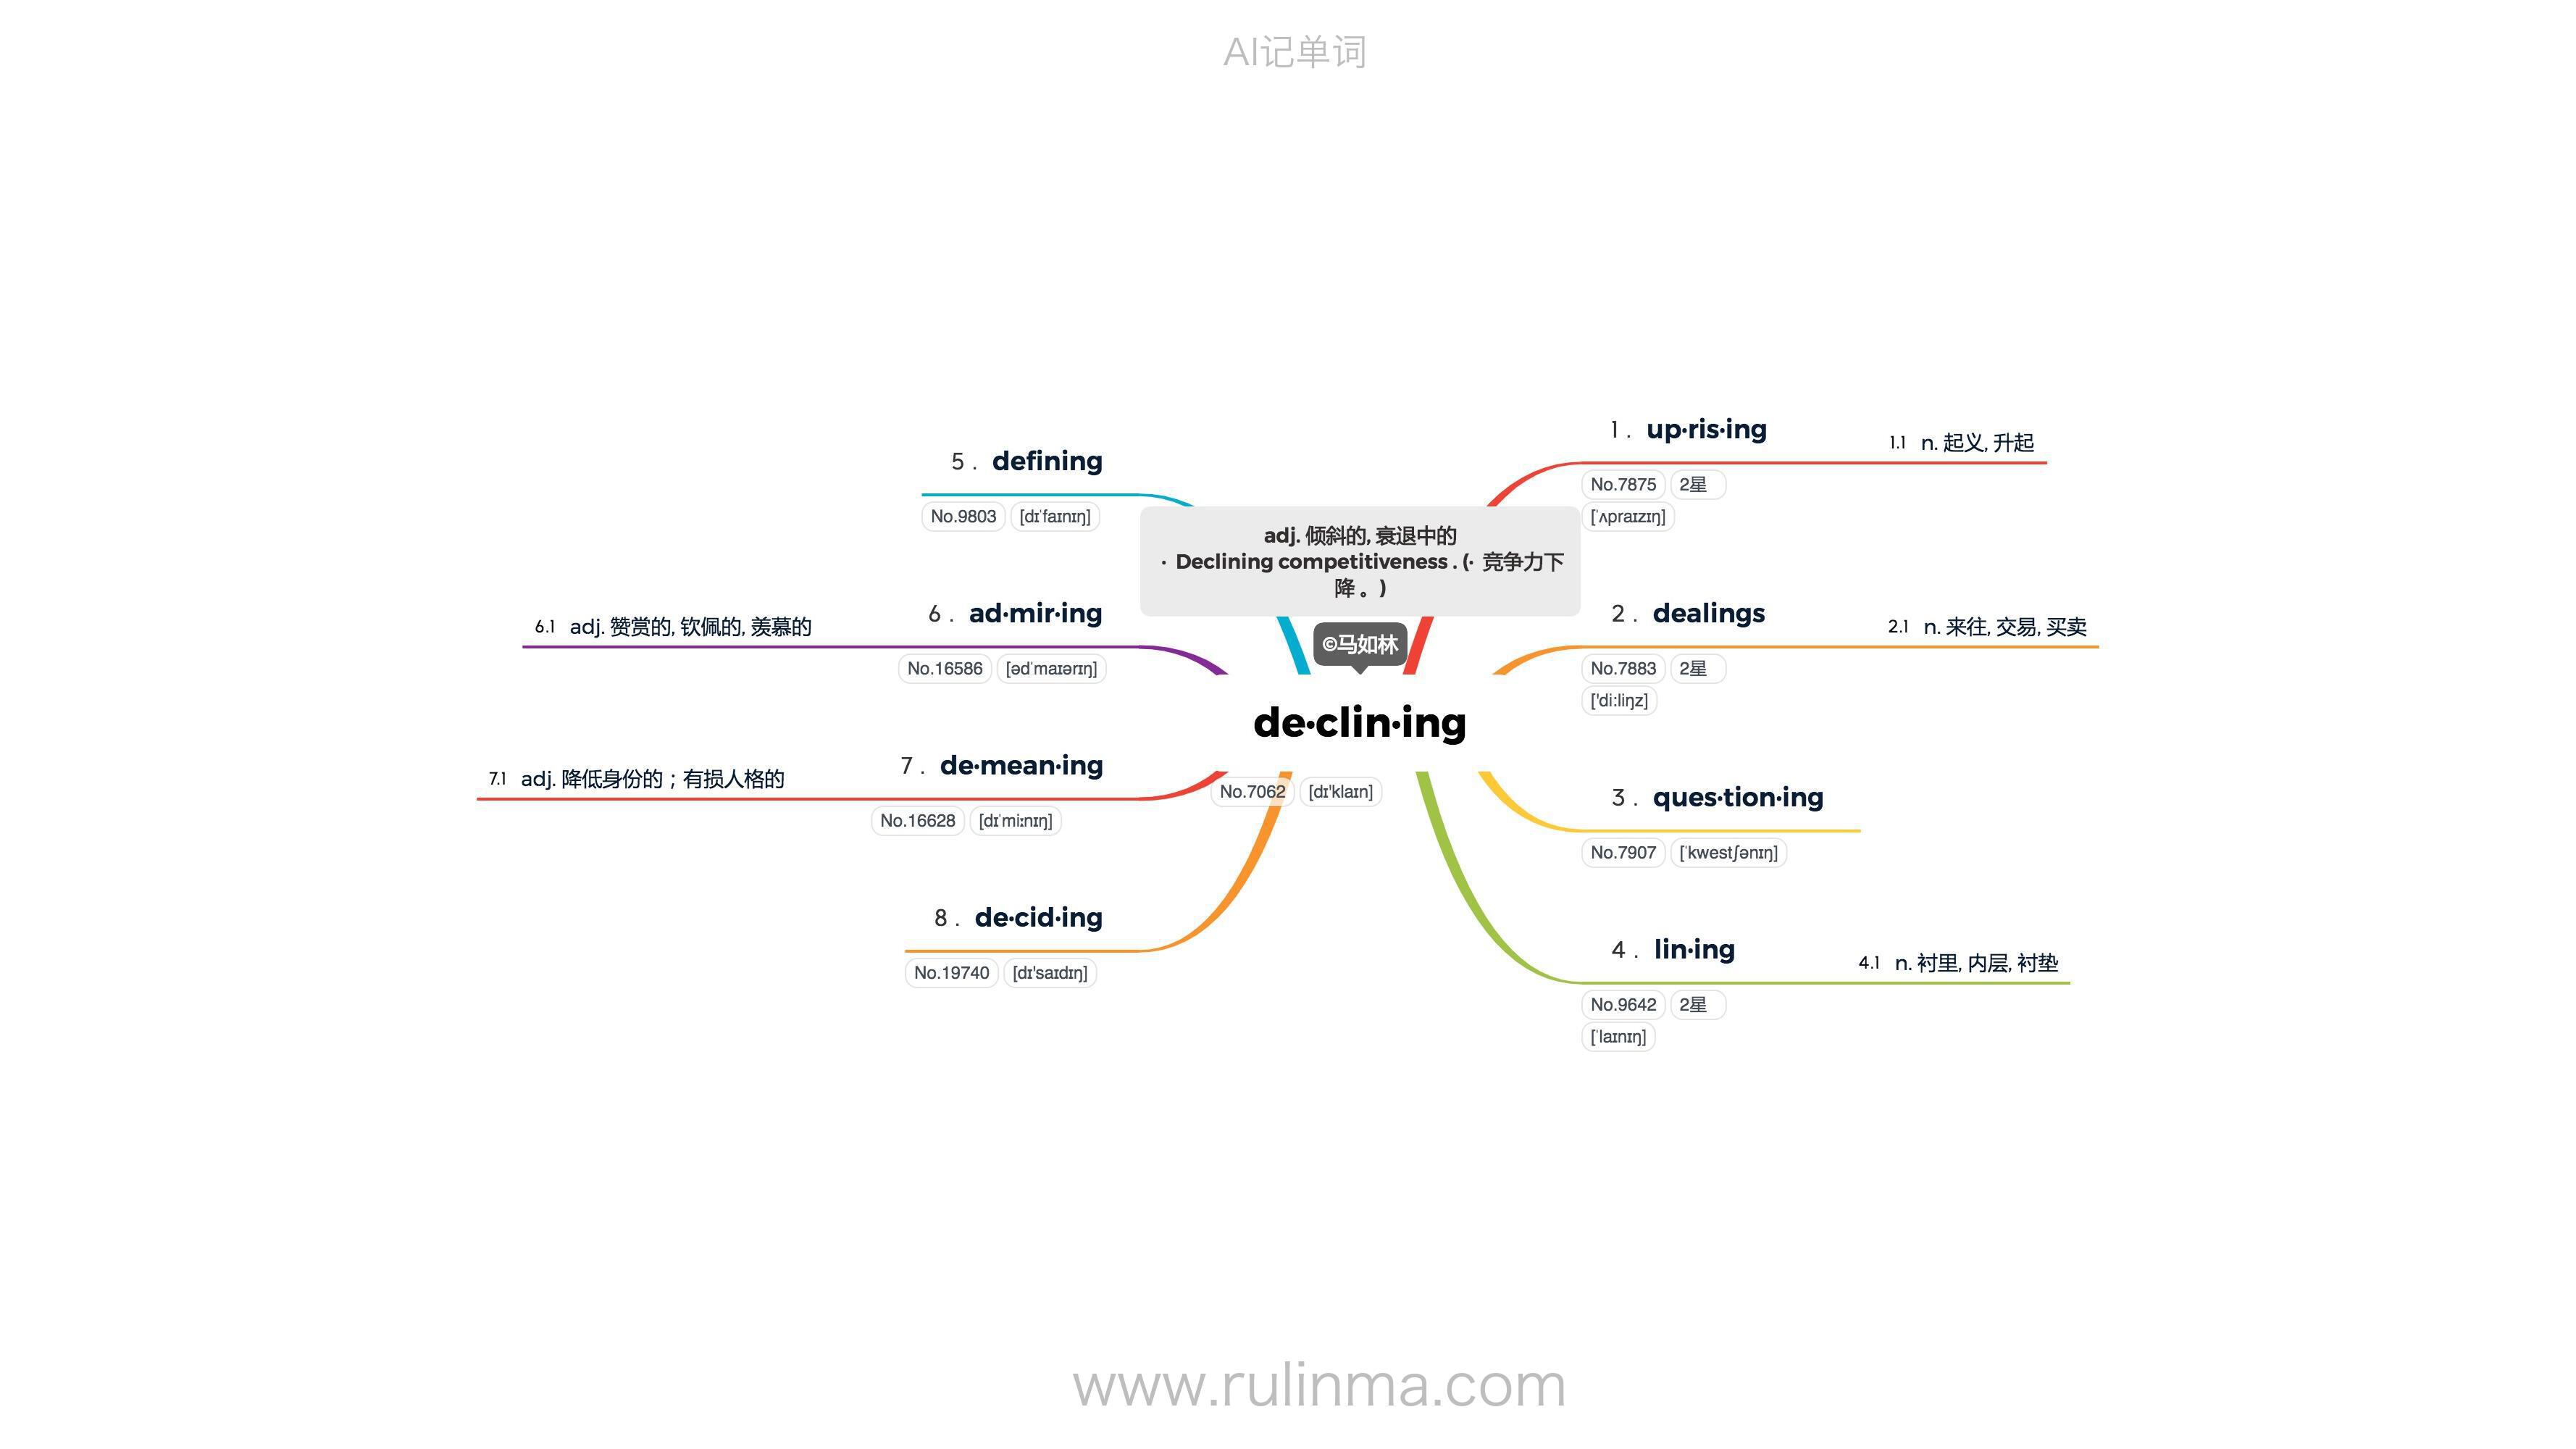 AI记单词
adj. 倾斜的, 衰退中的
· Declining competitiveness . (· 竞争力下
降 。)
©马如林
de·clin·ing
No.7062 [dɪ'klaɪn]
1 . up·ris·ing
1.1 n. 起义, 升起
No.7875 2星
[ˈʌpraɪzɪŋ]
2 . dealings
2.1 n. 来往, 交易, 买卖
No.7883 2星
['di:liŋz]
3 . ques·tion·ing
No.7907 [ˈkwestʃənɪŋ]
4 . lin·ing
4.1 n. 衬里, 内层, 衬垫
No.9642 2星
[ˈlaɪnɪŋ]
5 . defining
No.9803 [dɪˈfaɪnɪŋ]
6 . ad·mir·ing
6.1 adj. 赞赏的, 钦佩的, 羡慕的
No.16586 [ədˈmaɪərɪŋ]
7 . de·mean·ing
7.1 adj. 降低身份的；有损人格的
No.16628 [dɪˈmiːnɪŋ]
8 . de·cid·ing
No.19740 [dɪ'saɪdɪŋ]
www.rulinma.com